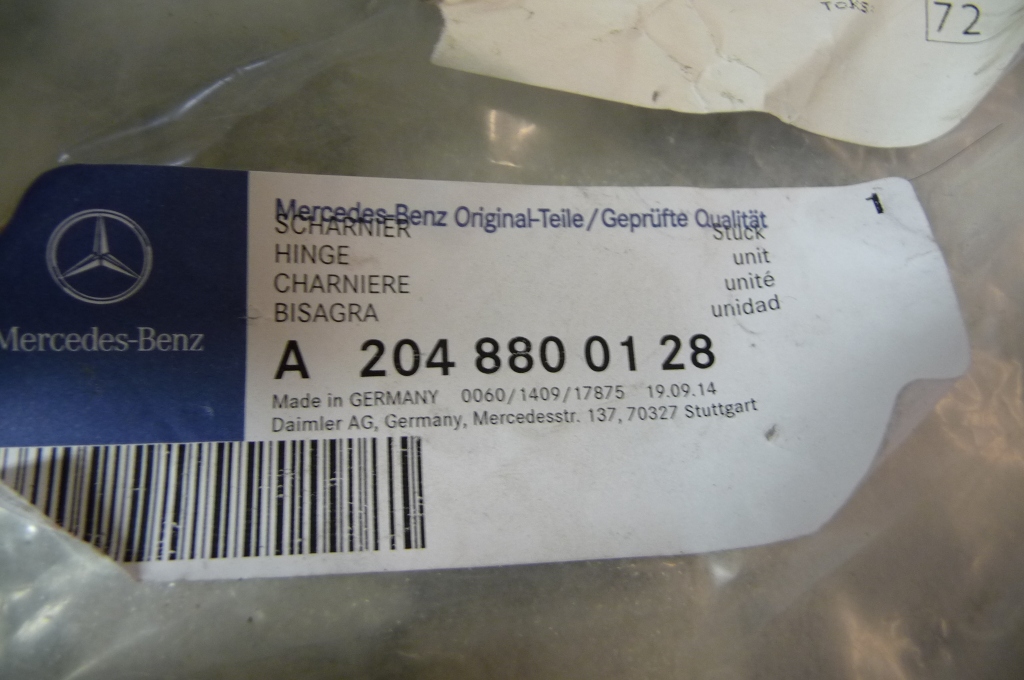 TOKS:
72
Mercedes-Benz
Mercedes-Benz Original-Teile/Geprüfte Qualität
1
SCHARNIER Stück
HINGE unit
CHARNIERE unité
BISAGRA unidad
A 204 880 01 28
Made in GERMANY 0060/1409/17875 19.09.14
Daimler AG, Germany, Mercedesstr. 137, 70327 Stuttgart